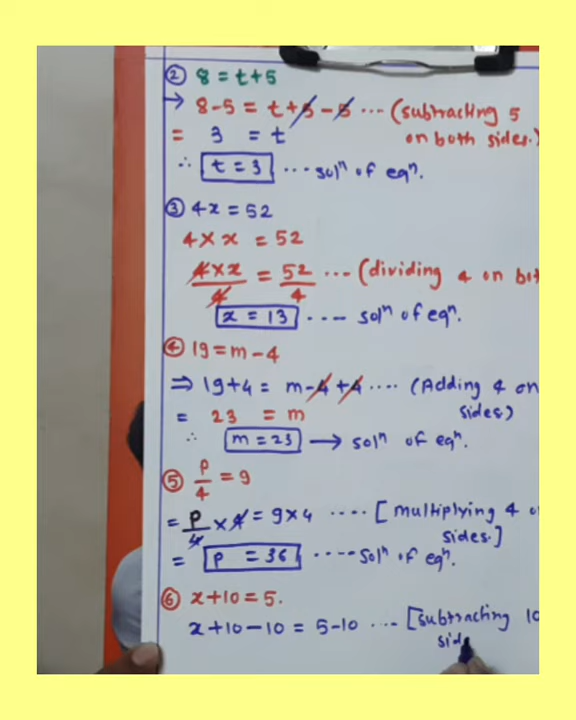 ② 8 = t+5
→ 8-5 = t+5-5 ... (subtracting 5
= 3 = t on both sides.)
∴ t = 3 .... solⁿ of eqⁿ.
③ 4x = 52
4 × x = 52
4×x/4 = 52/4 ... (dividing 4 on
x = 13 .... solⁿ of eqⁿ.
④ 19 = m-4
⇒ 19+4 = m-4+4 .... (Adding 4 on
= 23 = m sides)
∴ m = 23 → solⁿ of eqⁿ.
⑤ P/4 = 9
= P/4 × 4 = 9×4 ..... [multiplying 4
sides.]
= P = 36 ..... solⁿ of eqⁿ.
⑥ x+10 = 5.
x+10-10 = 5-10 .... [subtracting 10